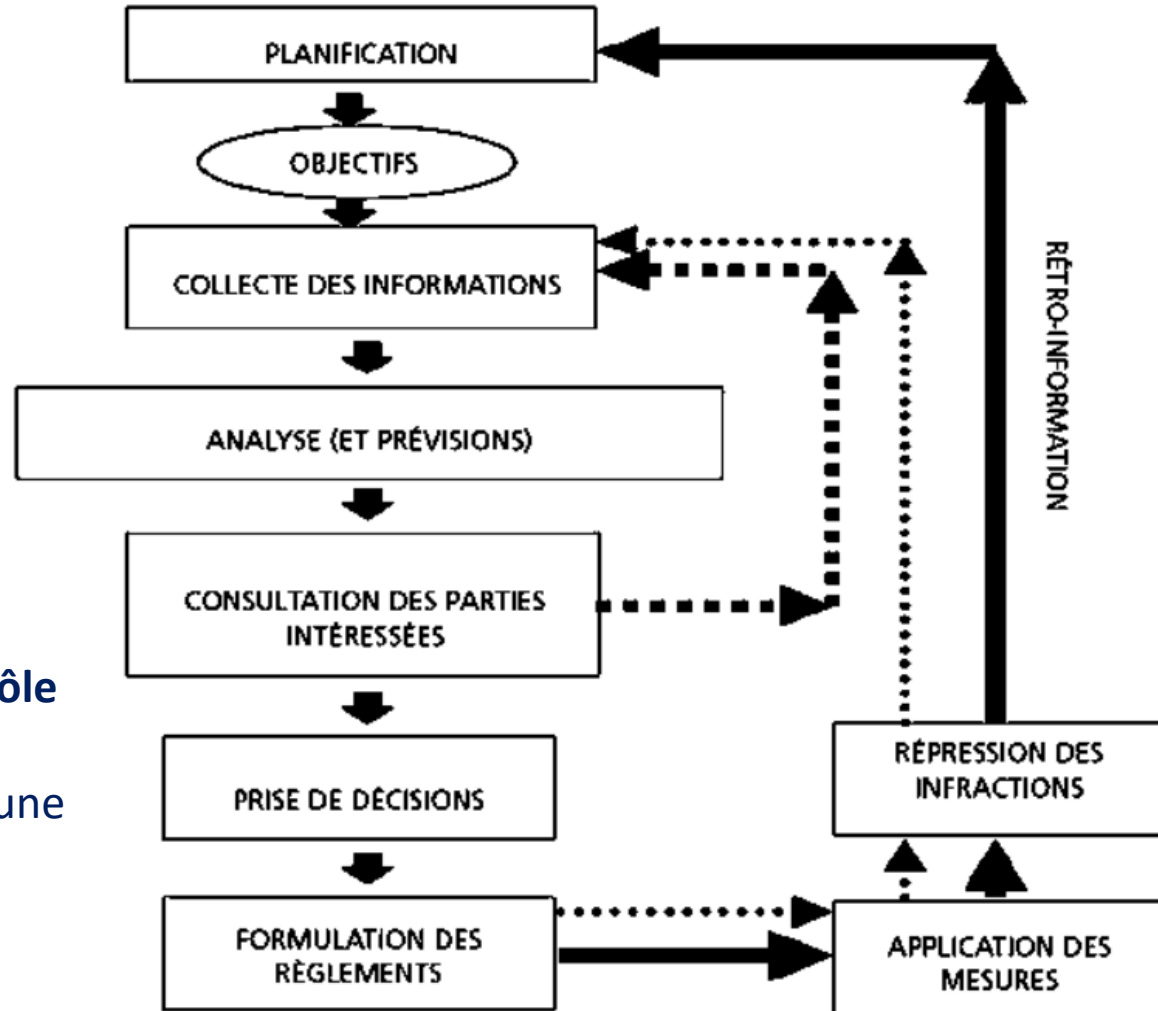 PLANIFICATION
OBJECTIFS
COLLECTE DES INFORMATIONS
ANALYSE (ET PRÉVISIONS)
CONSULTATION DES PARTIES
INTÉRESSÉES
PRISE DE DÉCISIONS
FORMULATION DES
RÈGLEMENTS
APPLICATION DES
MESURES
RÉPRESSION DES
INFRACTIONS
RÉTRO-INFORMATION
ôle
une